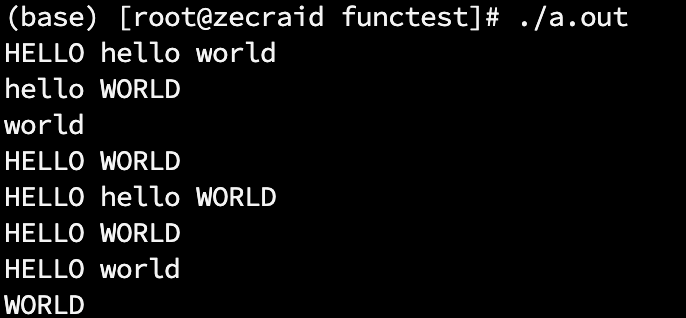 (base) [root@zecraid functest]# ./a.out
HELLO hello world
hello WORLD
world
HELLO WORLD
HELLO hello WORLD
HELLO WORLD
HELLO world
WORLD